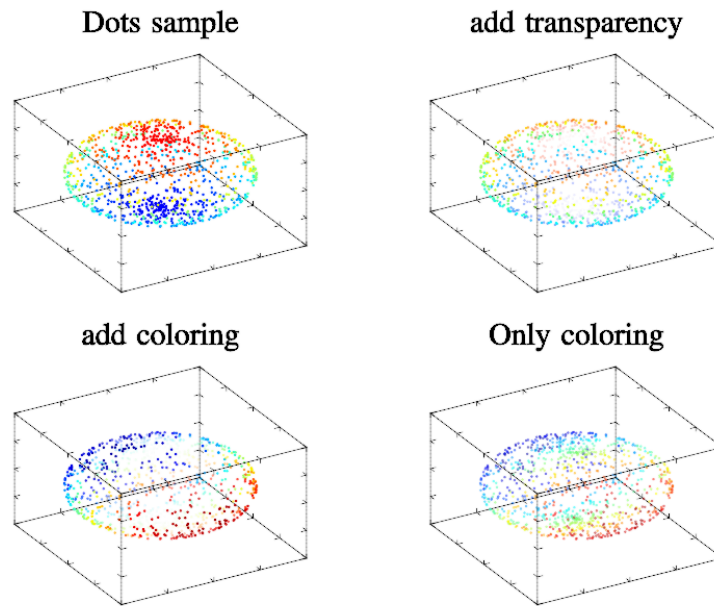 Dots sample
add transparency
add coloring
Only coloring